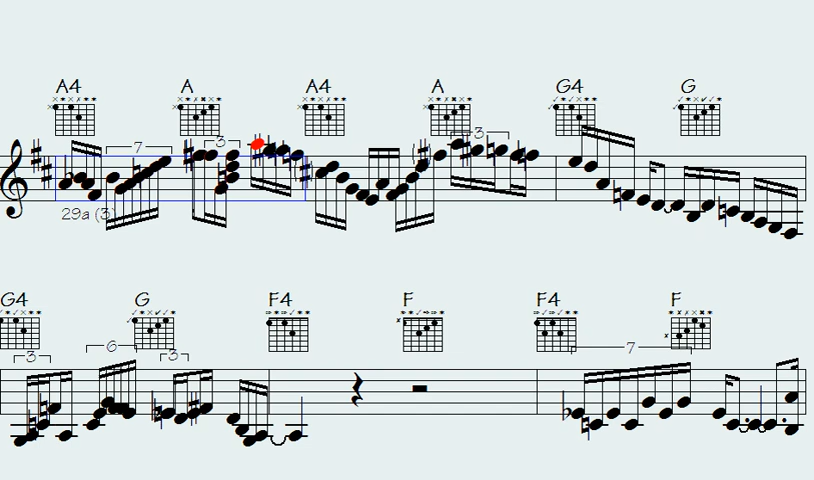 A4 A A4 A G4 G
7 3 3
29a (3)
G4 G F4 F F4 F
3 6 3 7